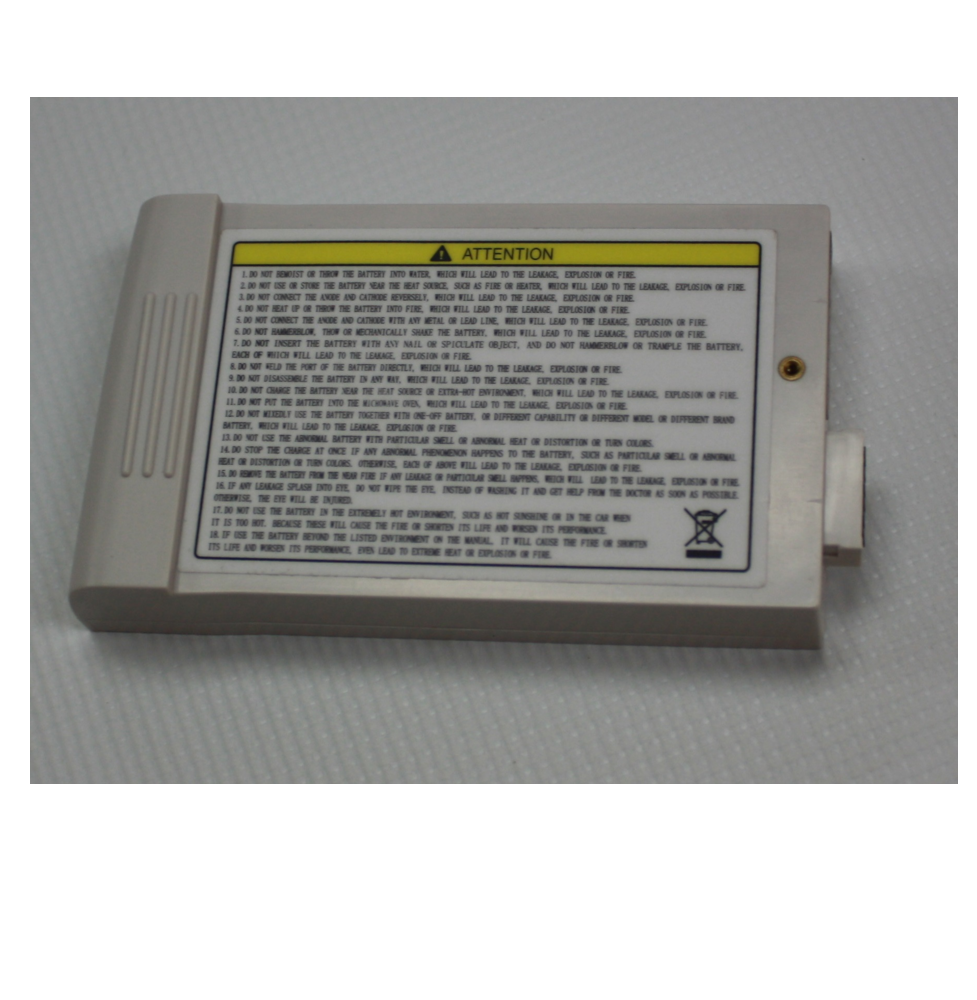 ATTENTION
1. DO NOT DEMOIST OR THROW THE BATTERY INTO WATER, WHICH WILL LEAD TO THE LEAKAGE, EXPLOSION OR FIRE.
2. DO NOT USE OR STORE THE BATTERY NEAR THE HEAT SOURCE, SUCH AS FIRE OR HEATER, WHICH WILL LEAD TO THE LEAKAGE, EXPLOSION OR FIRE.
3. DO NOT CONNECT THE ANODE AND CATHODE REVERSELY, WHICH WILL LEAD TO THE LEAKAGE, EXPLOSION OR FIRE.
4. DO NOT HEAT UP OR THROW THE BATTERY INTO FIRE, WHICH WILL LEAD TO THE LEAKAGE, EXPLOSION OR FIRE.
5. DO NOT CONNECT THE ANODE AND CATHODE WITH ANY METAL OR LEAD LINE, WHICH WILL LEAD TO THE LEAKAGE, EXPLOSION OR FIRE.
6. DO NOT HAMMERBLOW, THOW OR MECHANICALLY SHAKE THE BATTERY, WHICH WILL LEAD TO THE LEAKAGE, EXPLOSION OR FIRE.
7. DO NOT INSERT THE BATTERY WITH ANY NAIL OR SPICULATE OBJECT, AND DO NOT HAMMERBLOW OR TRAMPLE THE BATTERY,
EACH OF WHICH WILL LEAD TO THE LEAKAGE, EXPLOSION OR FIRE.
8. DO NOT WELD THE PORT OF THE BATTERY DIRECTLY, WHICH WILL LEAD TO THE LEAKAGE, EXPLOSION OR FIRE.
9. DO NOT DISASSEMBLE THE BATTERY IN ANY WAY, WHICH WILL LEAD TO THE LEAKAGE, EXPLOSION OR FIRE.
10. DO NOT CHARGE THE BATTERY NEAR THE HEAT SOURCE OR EXTRA-HOT ENVIRONMENT, WHICH WILL LEAD TO THE LEAKAGE, EXPLOSION OR FIRE.
11. DO NOT PUT THE BATTERY INTO THE MICROWAVE OVEN, WHICH WILL LEAD TO THE LEAKAGE, EXPLOSION OR FIRE.
12. DO NOT MIXEDLY USE THE BATTERY TOGETHER WITH ONE-OFF BATTERY, OR DIFFERENT CAPABILITY OR DIFFERENT MODEL OR DIFFERENT BRAND
BATTERY, WHICH WILL LEAD TO THE LEAKAGE, EXPLOSION OR FIRE.
13. DO NOT USE THE ABNORMAL BATTERY WITH PARTICULAR SMELL OR ABNORMAL HEAT OR DISTORTION OR TURN COLORS.
14. DO STOP THE CHARGE AT ONCE IF ANY ABNORMAL PHENOMENON HAPPENS TO THE BATTERY, SUCH AS PARTICULAR SMELL OR ABNORMAL
HEAT OR DISTORTION OR TURN COLORS. OTHERWISE, EACH OF ABOVE WILL LEAD TO THE LEAKAGE, EXPLOSION OR FIRE.
15. DO REMOVE THE BATTERY FROM THE NEAR FIRE IF ANY LEAKAGE OR PARTICULAR SMELL HAPPENS, WHICH WILL LEAD TO THE LEAKAGE, EXPLOSION OR FIRE.
16. IF ANY LEAKAGE SPLASH INTO EYE, DO NOT WIPE THE EYE, INSTEAD OF WASHING IT AND GET HELP FROM THE DOCTOR AS SOON AS POSSIBLE.
OTHERWISE, THE EYE WILL BE INJURED.
17. DO NOT USE THE BATTERY IN THE EXTREMELY HOT ENVIRONMENT, SUCH AS HOT SUNSHINE OR IN THE CAR WHEN
IT IS TOO HOT. BECAUSE THESE WILL CAUSE THE FIRE OR SHORTEN ITS LIFE AND WORSEN ITS PERFORMANCE.
18. IF USE THE BATTERY BEYOND THE LISTED ENVIRONMENT ON THE MANUAL, IT WILL CAUSE THE FIRE OR SHORTEN
ITS LIFE AND WORSEN ITS PERFORMANCE, EVEN LEAD TO EXTREME HEAT OR EXPLOSION OR FIRE.